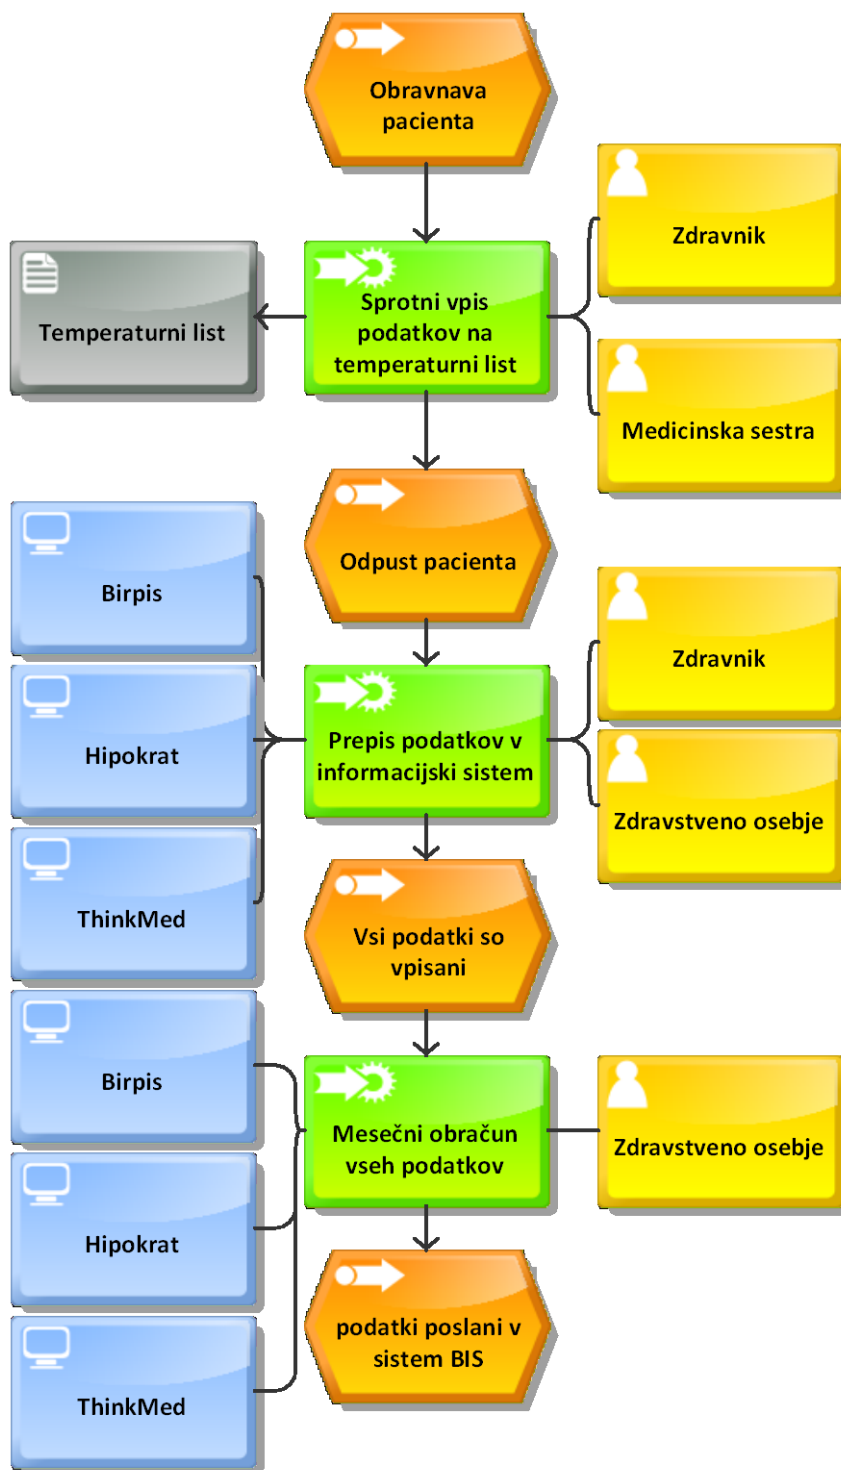 Obravnava
pacienta
Zdravnik
Temperaturni list
Sprotni vpis
podatkov na
temperaturni list
Medicinska sestra
Odpust pacienta
Birpis
Zdravnik
Hipokrat
Prepis podatkov v
informacijski sistem
Zdravstveno osebje
ThinkMed
Vsi podatki so
vpisani
Birpis
Mesečni obračun
vseh podatkov
Zdravstveno osebje
Hipokrat
podatki poslani v
sistem BIS
ThinkMed